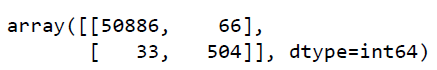 array([[50886,    66],
       [   33,   504]], dtype=int64)